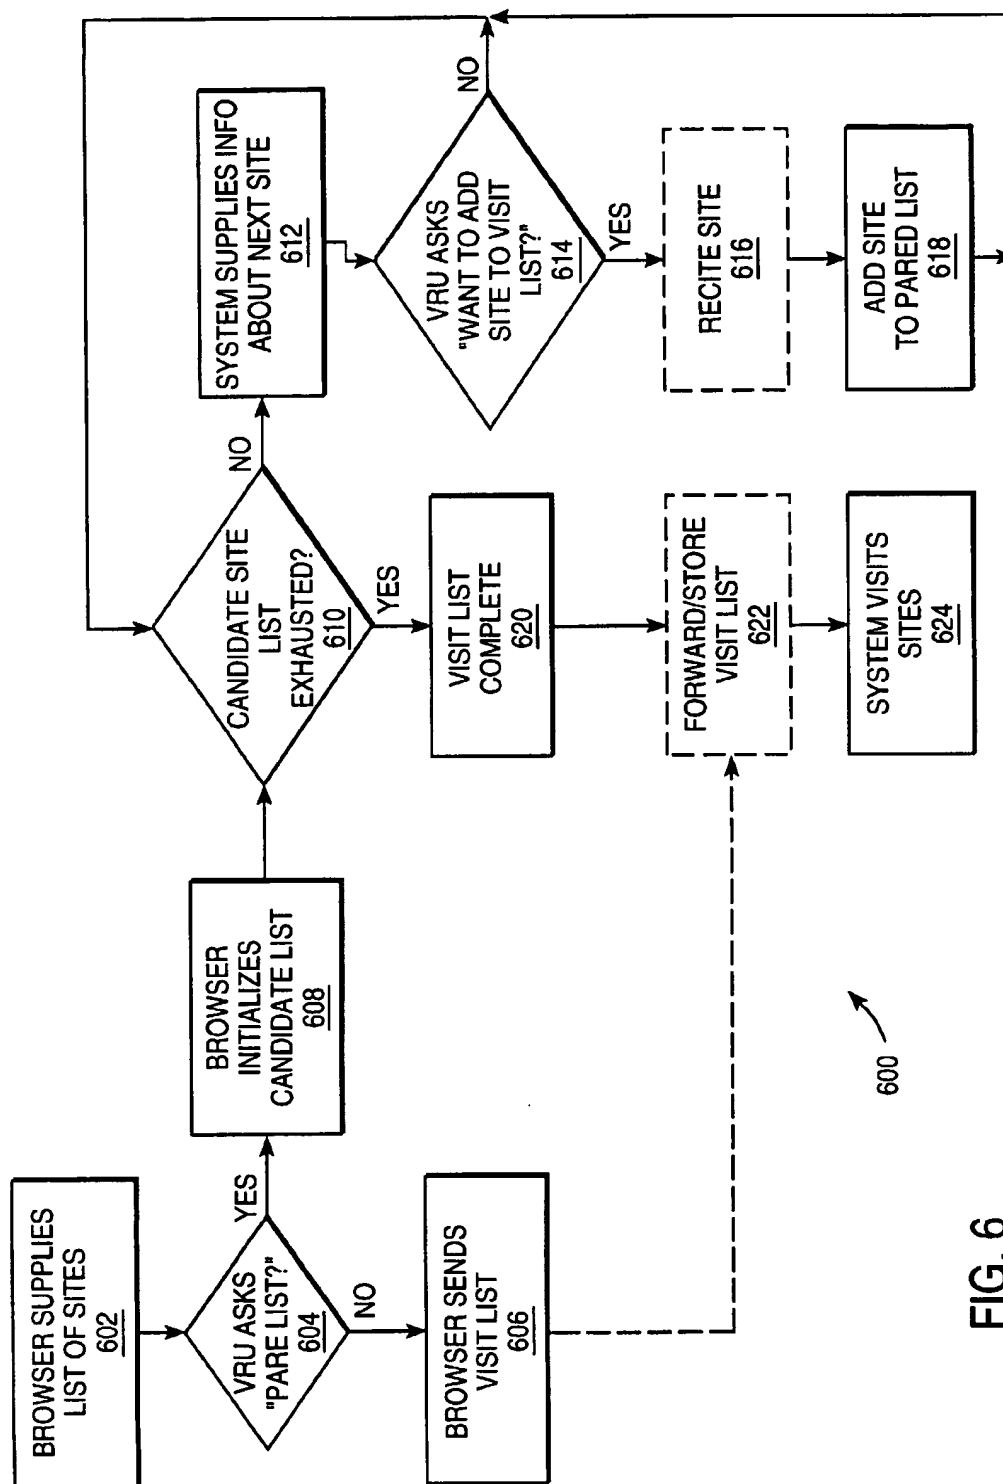 BROWSER SUPPLIES
LIST OF SITES
602
VRU ASKS
"PARE LIST?"
604
YES
NO
BROWSER SENDS
VISIT LIST
606
BROWSER
INITIALIZES
CANDIDATE LIST
608
CANDIDATE SITE
LIST
EXHAUSTED?
610
NO
YES
SYSTEM SUPPLIES INFO
ABOUT NEXT SITE
612
VRU ASKS
"WANT TO ADD
SITE TO VISIT
LIST?"
614
NO
YES
RECITE SITE
616
ADD SITE
TO PARED LIST
618
VISIT LIST
COMPLETE
620
FORWARD/STORE
VISIT LIST
622
SYSTEM VISITS
SITES
624
600
FIG. 6